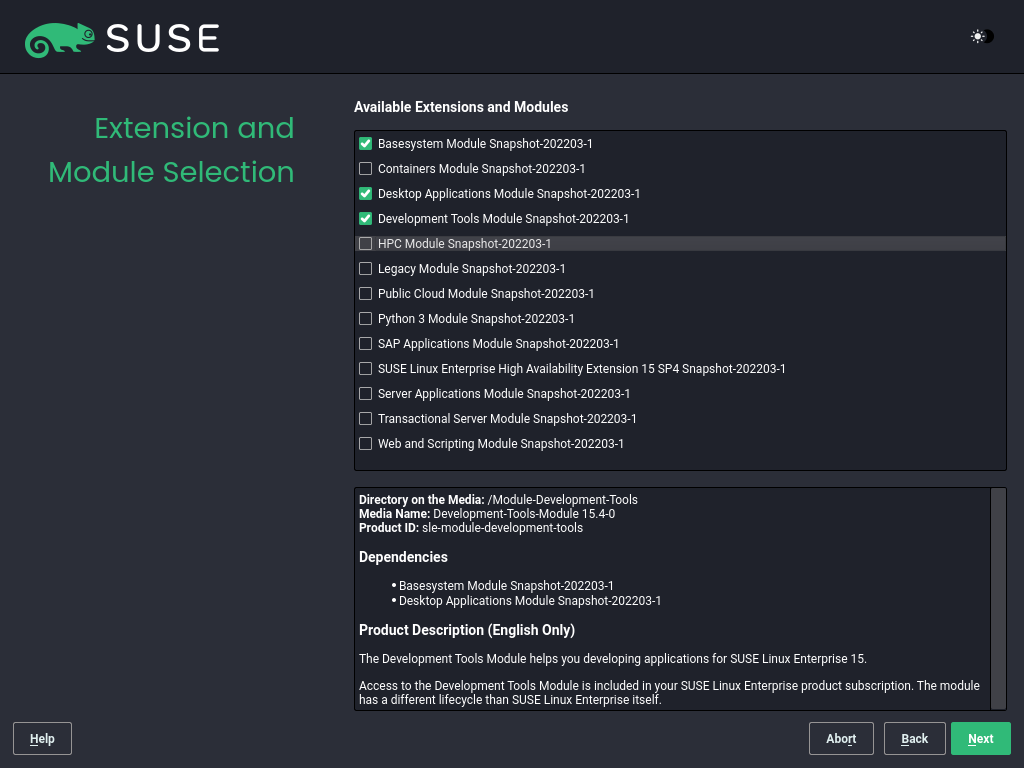 SUSE
Extension and
Module Selection
Available Extensions and Modules
Basesystem Module Snapshot-202203-1
Containers Module Snapshot-202203-1
Desktop Applications Module Snapshot-202203-1
Development Tools Module Snapshot-202203-1
HPC Module Snapshot-202203-1
Legacy Module Snapshot-202203-1
Public Cloud Module Snapshot-202203-1
Python 3 Module Snapshot-202203-1
SAP Applications Module Snapshot-202203-1
SUSE Linux Enterprise High Availability Extension 15 SP4 Snapshot-202203-1
Server Applications Module Snapshot-202203-1
Transactional Server Module Snapshot-202203-1
Web and Scripting Module Snapshot-202203-1
Directory on the Media: /Module-Development-Tools
Media Name: Development-Tools-Module 15.4-0
Product ID: sle-module-development-tools
Dependencies
• Basesystem Module Snapshot-202203-1
• Desktop Applications Module Snapshot-202203-1
Product Description (English Only)
The Development Tools Module helps you developing applications for SUSE Linux Enterprise 15.
Access to the Development Tools Module is included in your SUSE Linux Enterprise product subscription. The module
has a different lifecycle than SUSE Linux Enterprise itself.
Help
Abort
Back
Next